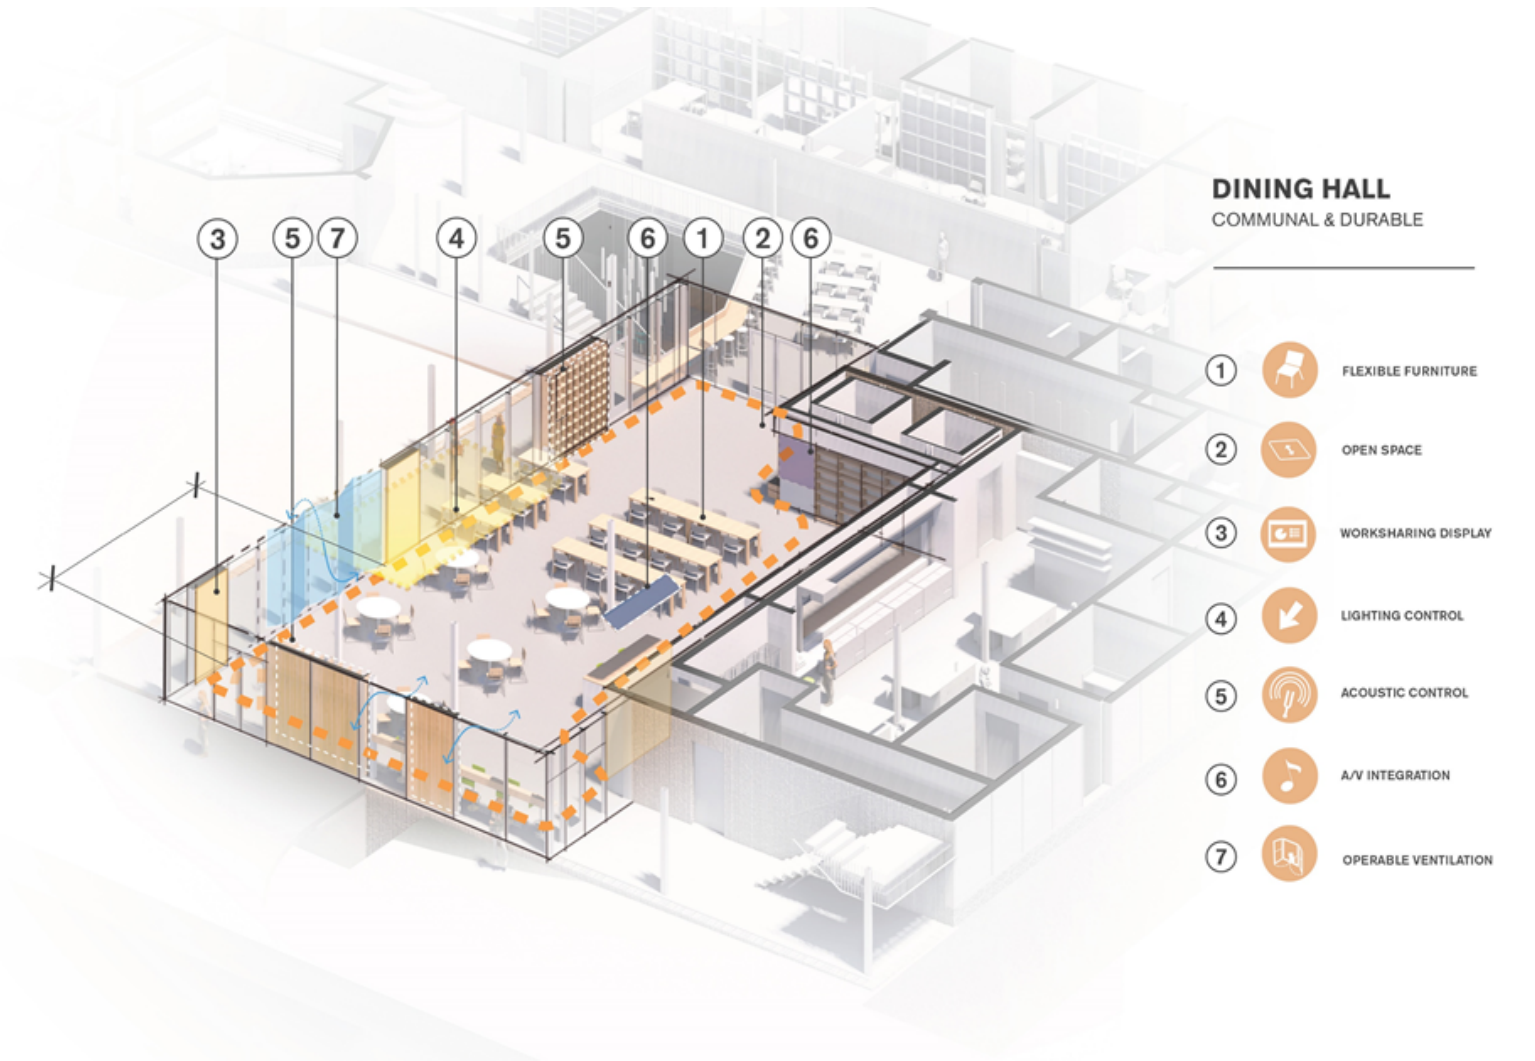 3 5 7 4 5 6 1 2 6
DINING HALL
COMMUNAL & DURABLE
1 FLEXIBLE FURNITURE
2 OPEN SPACE
3 WORKSHARING DISPLAY
4 LIGHTING CONTROL
5 ACOUSTIC CONTROL
6 A/V INTEGRATION
7 OPERABLE VENTILATION